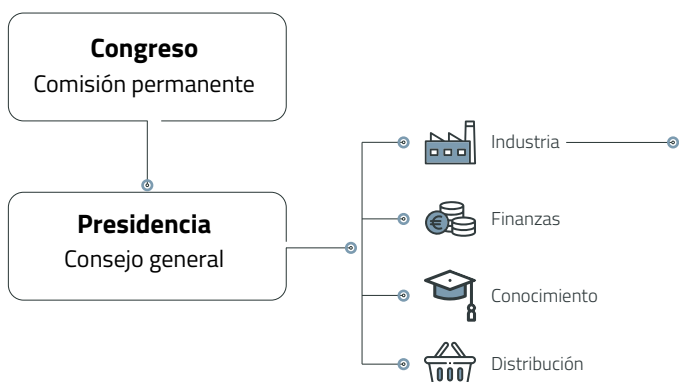 Congreso
Comisión permanente
Presidencia
Consejo general
Industria
Finanzas
€
Conocimiento
Distribución